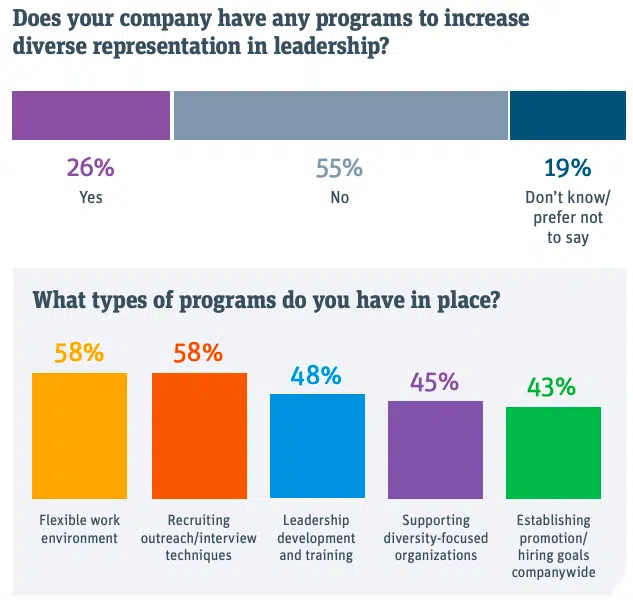 Does your company have any programs to increase
diverse representation in leadership?
26%
Yes
55%
No
19%
Don't know/
prefer not
to say
What types of programs do you have in place?
58%
Flexible work
environment
58%
Recruiting
outreach/interview
techniques
48%
Leadership
development
and training
45%
Supporting
diversity-focused
organizations
43%
Establishing
promotion/
hiring goals
companywide